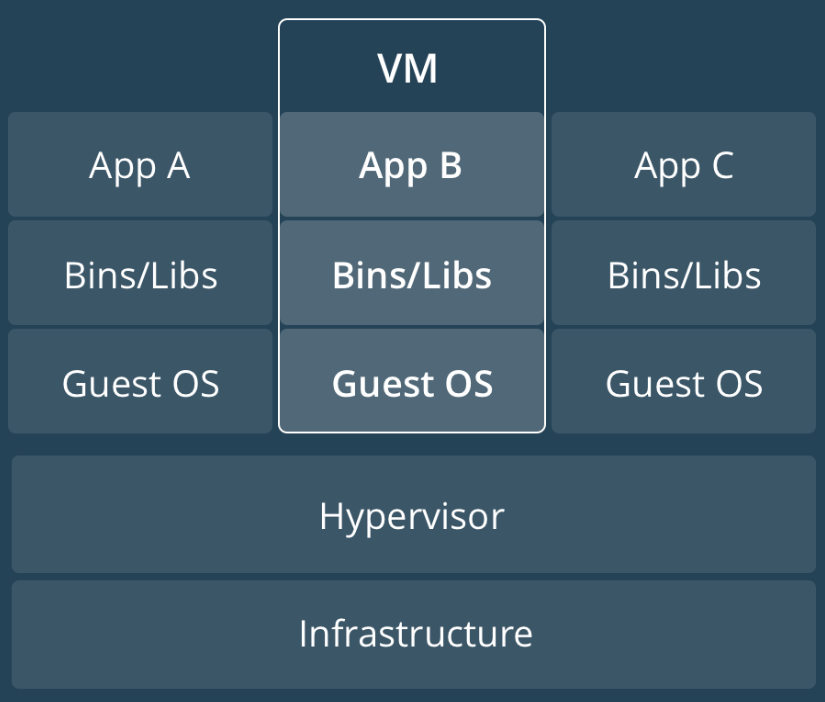 VM
App A
App B
App C
Bins/Libs
Bins/Libs
Bins/Libs
Guest OS
Guest OS
Guest OS
Hypervisor
Infrastructure